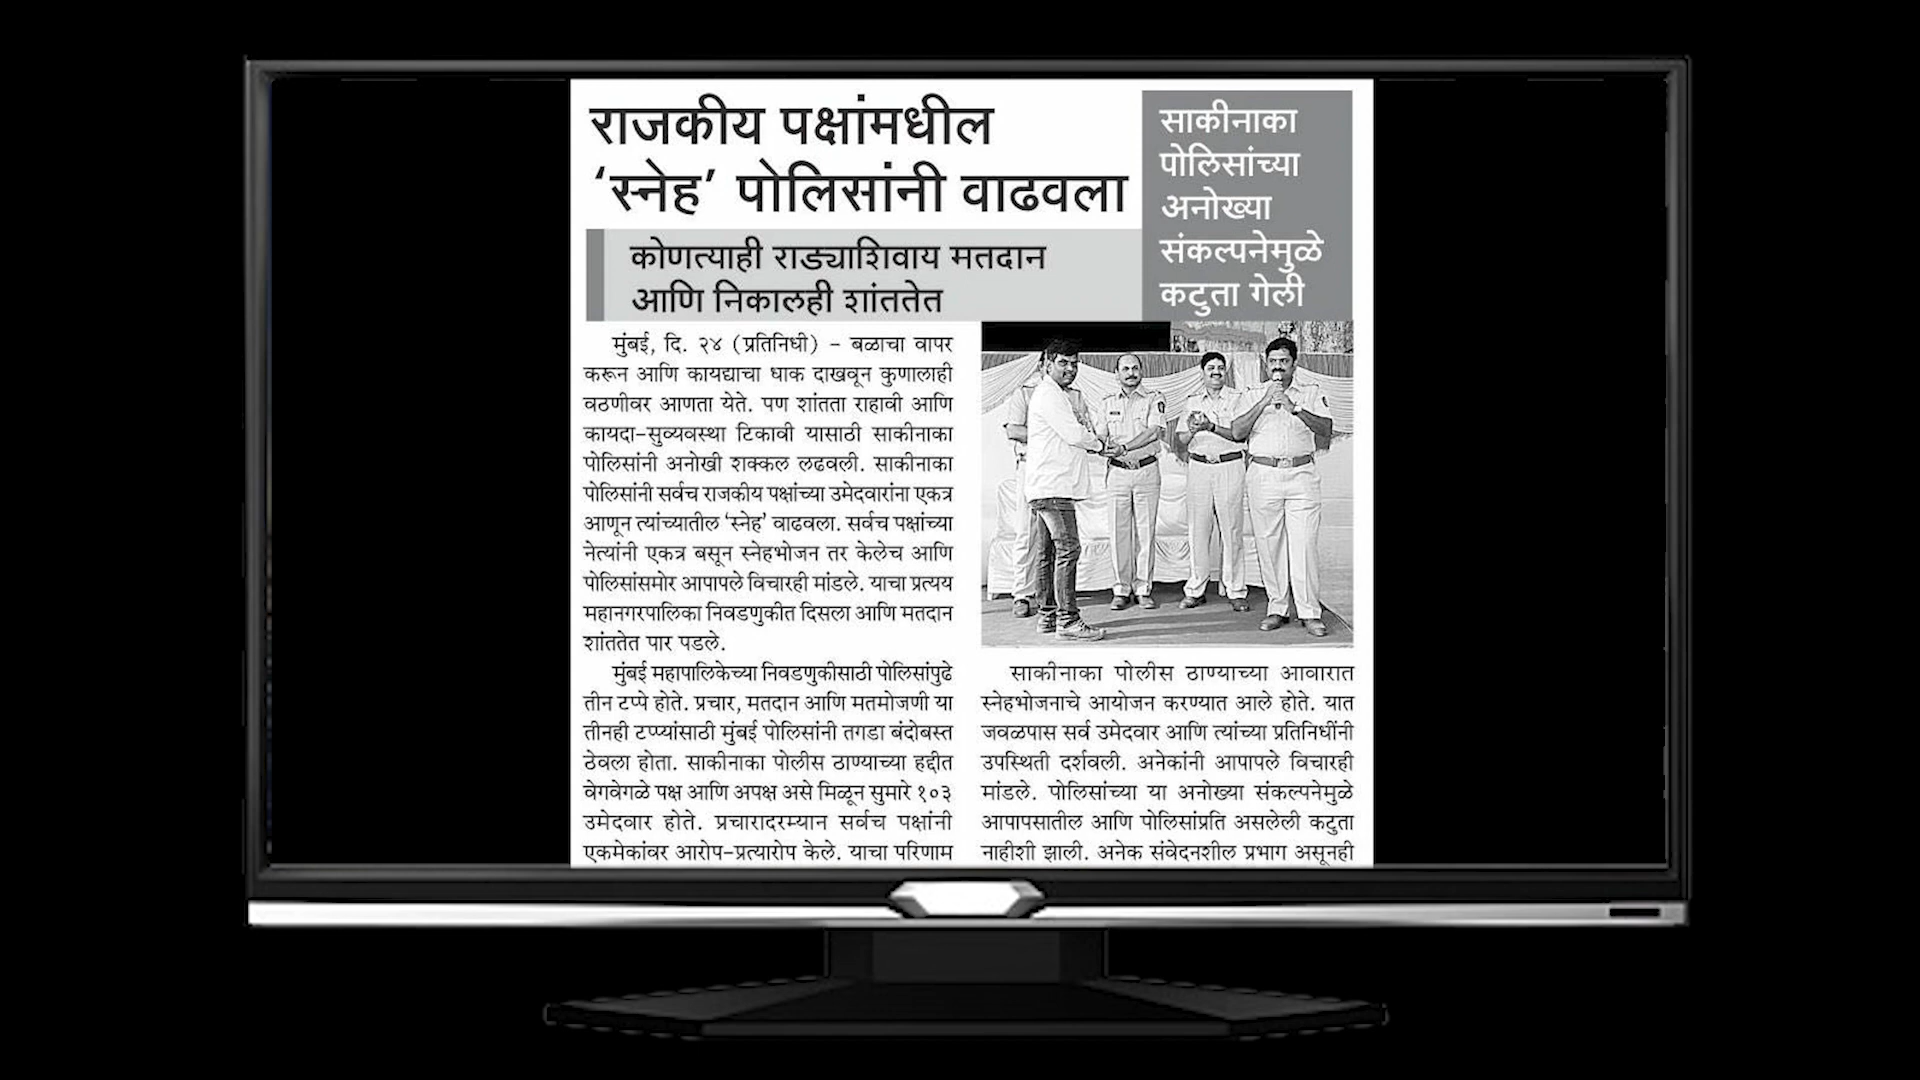 राजकीय पक्षांमधील
‘स्नेह’ पोलिसांनी वाढवला
कोणत्याही राड्याशिवाय मतदान
आणि निकालही शांततेत
साकीनाका
पोलिसांच्या
अनोख्या
संकल्पनेमुळे
कटुता गेली
मुंबई, दि. २४ (प्रतिनिधी) - बळाचा वापर
करून आणि कायद्याचा धाक दाखवून कुणालाही
वठणीवर आणता येते. पण शांतता राहावी आणि
कायदा-सुव्यवस्था टिकावी यासाठी साकीनाका
पोलिसांनी अनोखी शक्कल लढवली. साकीनाका
पोलिसांनी सर्वच राजकीय पक्षांच्या उमेदवारांना एकत्र
आणून त्यांच्यातील ‘स्नेह’ वाढवला. सर्वच पक्षांच्या
नेत्यांनी एकत्र बसून स्नेहभोजन तर केलेच आणि
पोलिसांसमोर आपापले विचारही मांडले. याचा प्रत्यय
महानगरपालिका निवडणुकीत दिसला आणि मतदान
शांततेत पार पडले.
मुंबई महापालिकेच्या निवडणुकीसाठी पोलिसांपुढे
तीन टप्पे होते. प्रचार, मतदान आणि मतमोजणी या
तीनही टप्प्यांसाठी मुंबई पोलिसांनी तगडा बंदोबस्त
ठेवला होता. साकीनाका पोलीस ठाण्याच्या हद्दीत
वेगवेगळे पक्ष आणि अपक्ष असे मिळून सुमारे १०३
उमेदवार होते. प्रचारादरम्यान सर्वच पक्षांनी
एकमेकांवर आरोप-प्रत्यारोप केले. याचा परिणाम
साकीनाका पोलीस ठाण्याच्या आवारात
स्नेहभोजनाचे आयोजन करण्यात आले होते. यात
जवळपास सर्व उमेदवार आणि त्यांच्या प्रतिनिधींनी
उपस्थिती दर्शवली. अनेकांनी आपापले विचारही
मांडले. पोलिसांच्या या अनोख्या संकल्पनेमुळे
आपापसातील आणि पोलिसांप्रति असलेली कटुता
नाहीशी झाली. अनेक संवेदनशील प्रभाग असूनही